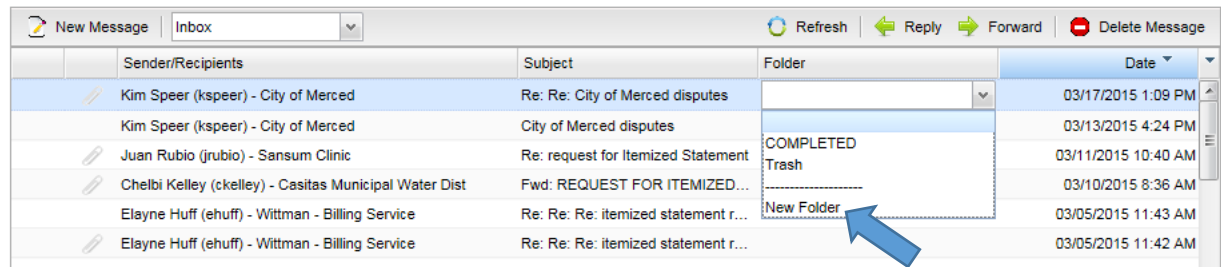 New Message Inbox Refresh Reply Forward Delete Message
Sender/Recipients Subject Folder Date
Kim Speer (kspeer) - City of Merced Re: Re: City of Merced disputes 03/17/2015 1:09 PM
Kim Speer (kspeer) - City of Merced City of Merced disputes 03/13/2015 4:24 PM
COMPLETED
Juan Rubio (jrubio) - Sansum Clinic Re: request for Itemized Statement Trash 03/11/2015 10:40 AM
Chelbi Kelley (ckelley) - Casitas Municipal Water Dist Fwd: REQUEST FOR ITEMIZED... -------------------- 03/10/2015 8:36 AM
Elayne Huff (ehuff) - Wittman - Billing Service Re: Re: Re: itemized statement r... New Folder 03/05/2015 11:43 AM
Elayne Huff (ehuff) - Wittman - Billing Service Re: Re: Re: itemized statement r... 03/05/2015 11:42 AM